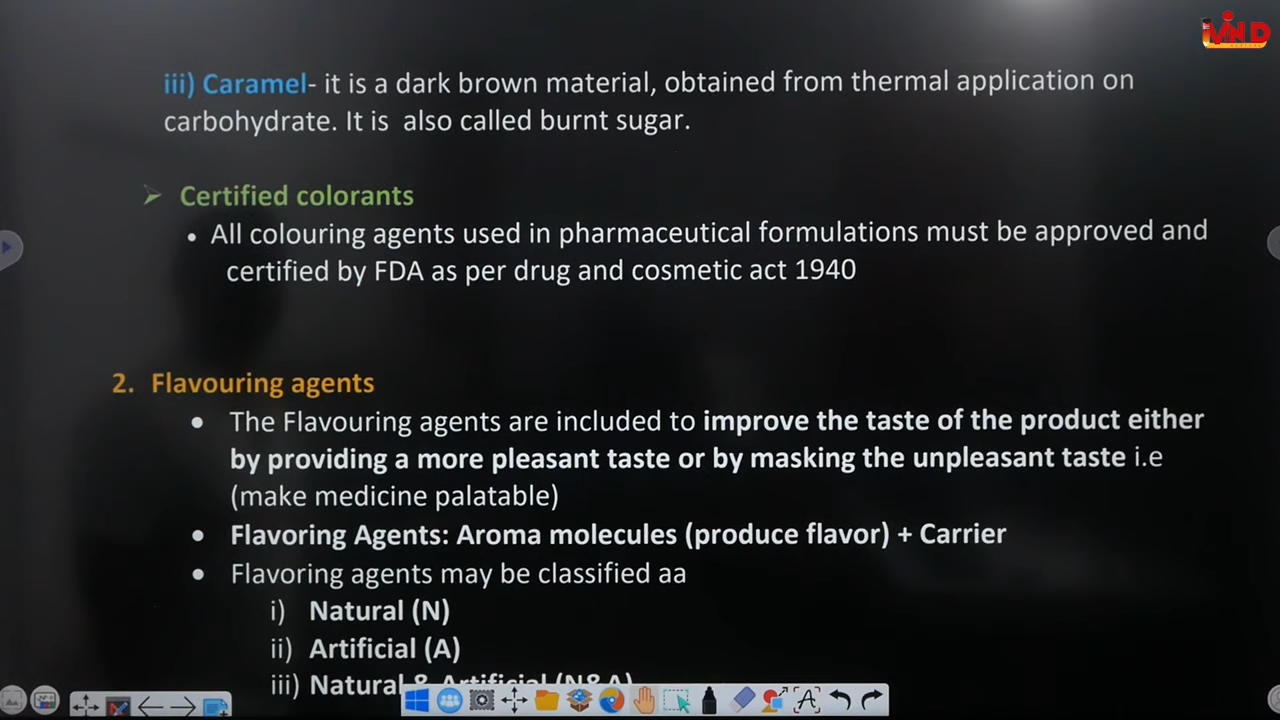 iii) Caramel- it is a dark brown material, obtained from thermal application on
carbohydrate. It is also called burnt sugar.
Certified colorants
• All colouring agents used in pharmaceutical formulations must be approved and
certified by FDA as per drug and cosmetic act 1940
2. Flavouring agents
• The Flavouring agents are included to improve the taste of the product either
by providing a more pleasant taste or by masking the unpleasant taste i.e
(make medicine palatable)
• Flavoring Agents: Aroma molecules (produce flavor) + Carrier
• Flavoring agents may be classified aa
i) Natural (N)
ii) Artificial (A)
iii) Natural & Artificial (N&A)